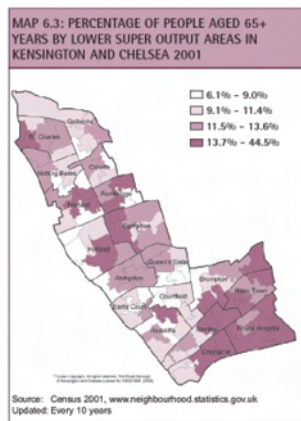 MAP 6.3: PERCENTAGE OF PEOPLE AGED 65+
YEARS BY LOWER SUPER OUTPUT AREAS IN
KENSINGTON AND CHELSEA 2001
6.1% - 9.0%
9.1% - 11.4%
11.5% - 13.6%
13.7% - 44.5%
Golborne
St. Charles
Colville
Notting Barns
Pembridge
Norland
Campden
Holland
Queen's Gate
Abingdon
Brompton
Hans Town
Courtfield
Earls Court
Royal Hospital
Redcliffe
Stanley
Cremorne
Source: Census 2001, www.neighbourhood.statistics.gov.uk
Updated: Every 10 years